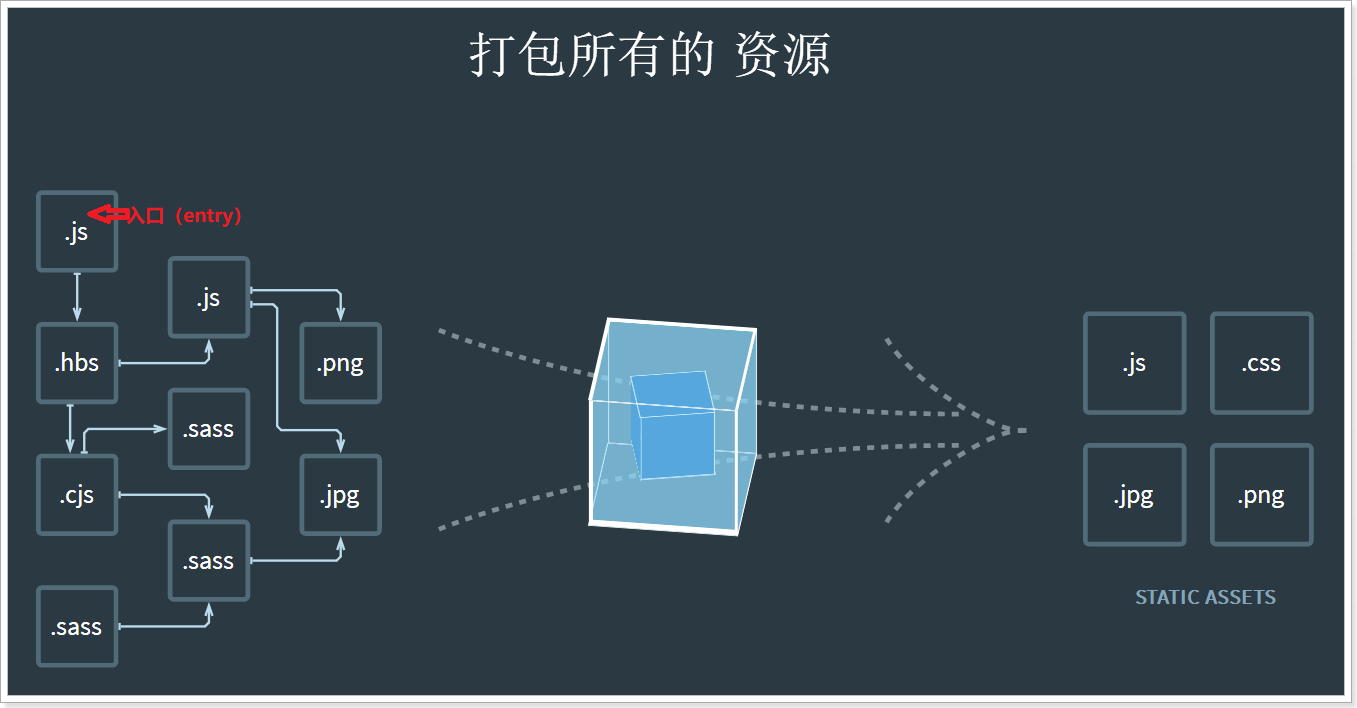 打包所有的 资源
.js
入口（entry）
.js
.hbs
.png
.sass
.cjs
.jpg
.sass
.sass
.js
.css
.jpg
.png
STATIC ASSETS